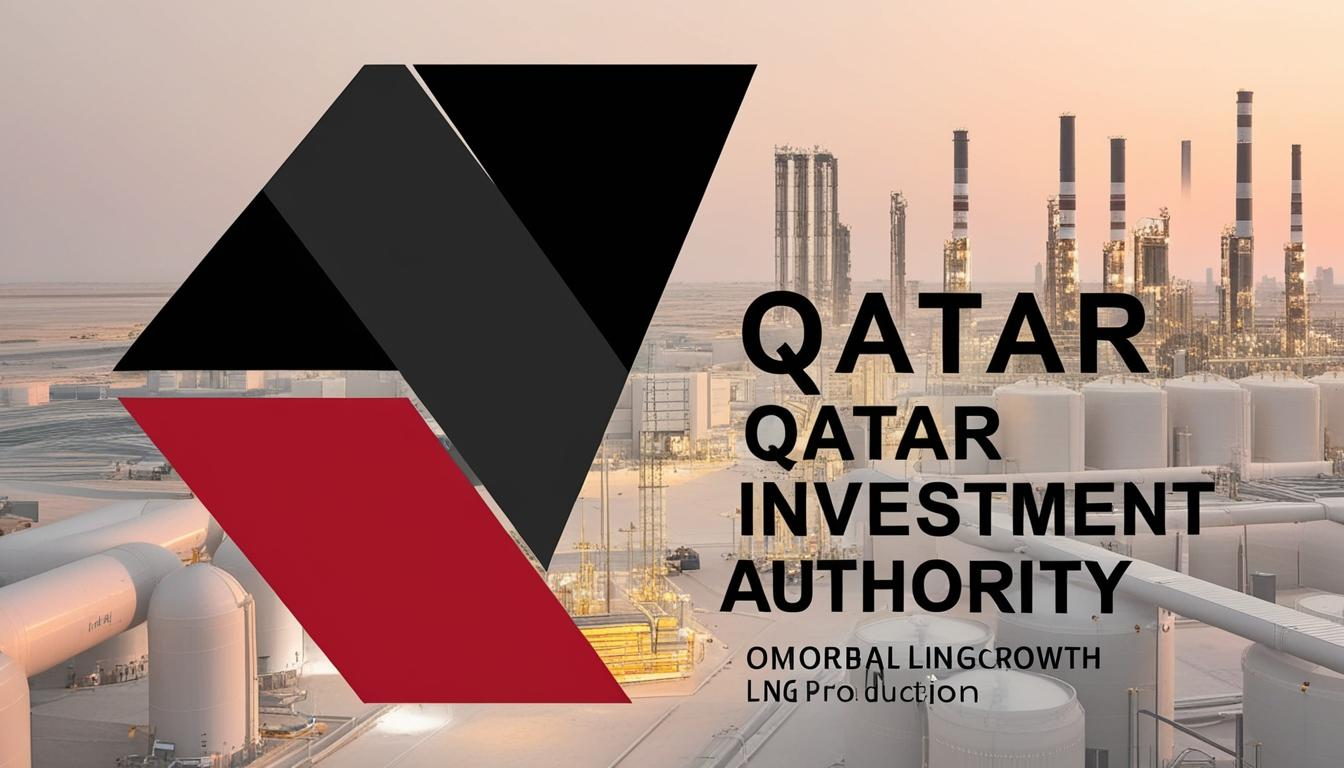 QATAR
QATAR
INVESTMENT
AUTHORITY
OMORBAL LINGCROWTH
LNG Production